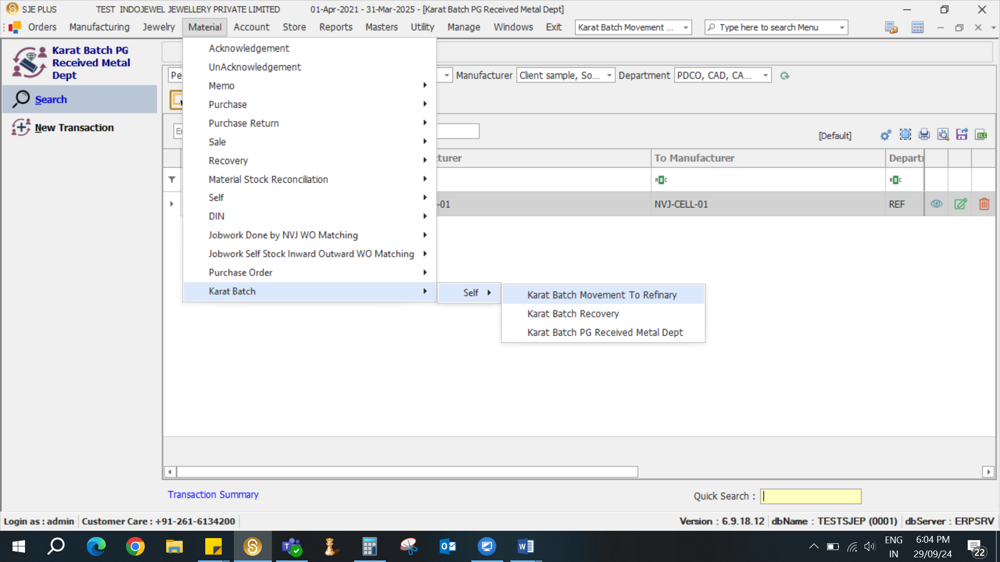 SJE PLUS TEST INDOJEWEL JEWELLERY PRIVATE LIMITED 01-Apr-2021 - 31-Mar-2025 - [Karat Batch PG Received Metal Dept]
Orders Manufacturing Jewelry Material Account Store Reports Masters Utility Manage Windows Exit Karat Batch Movement ... Type here to search Menu
Karat Batch PG
Received Metal
Dept
Search
New Transaction
Acknowledgement
UnAcknowledgement
Memo
Purchase
Purchase Return
Sale
Recovery
Material Stock Reconciliation
Self
DIN
Jobwork Done by NVJ WO Matching
Jobwork Self Stock Inward Outward WO Matching
Purchase Order
Karat Batch
Self
Karat Batch Movement To Refinary
Karat Batch Recovery
Karat Batch PG Received Metal Dept
Pe Manufacturer Client sample, So... Department PDCO, CAD, CA...
[Default] XLS
turer To Manufacturer Depart
ABC ABC
-01 NVJ-CELL-01 REF
Transaction Summary Quick Search :
Login as : admin Customer Care : +91-261-6134200 Version : 6.9.18.12 dbName : TESTSJEP (0001) dbServer : ERPSRV
ENG 6:04 PM
IN 29/09/24 22